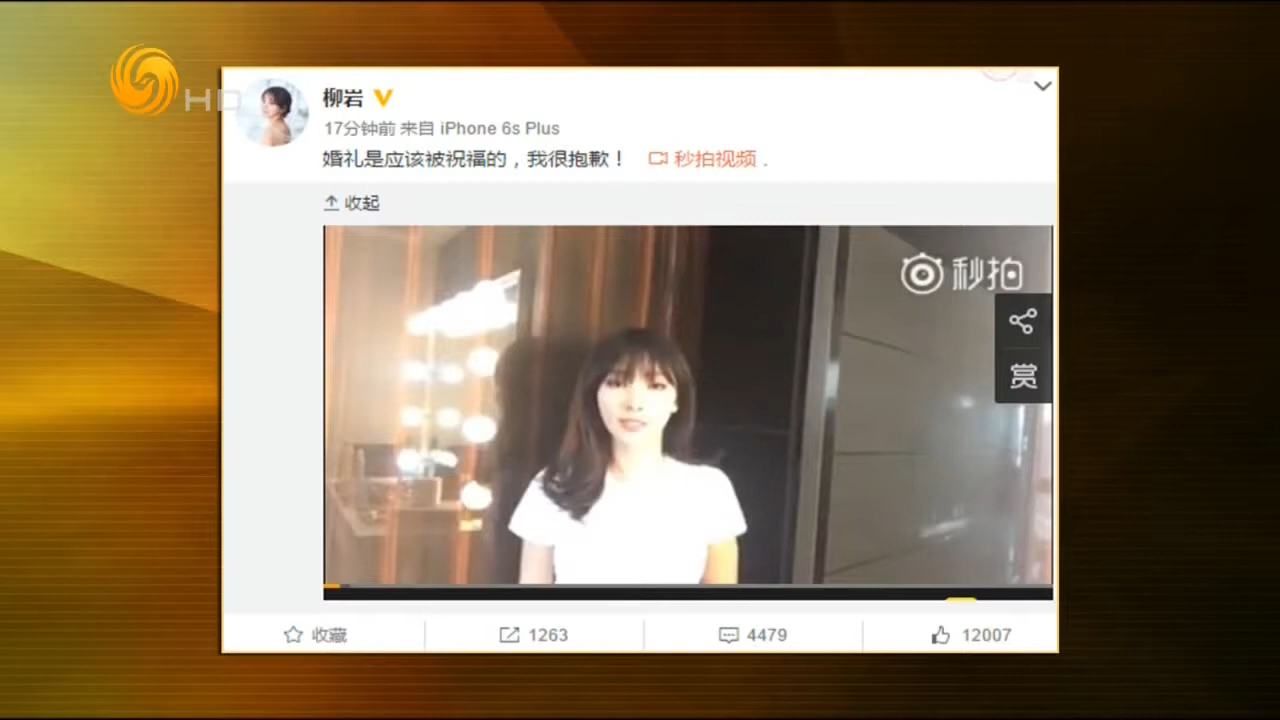 HD
柳岩
17分钟前 来自 iPhone 6s Plus
婚礼是应该被祝福的，我很抱歉！ 秒拍视频．
收起
秒拍
赏
收藏 1263 4479 12007